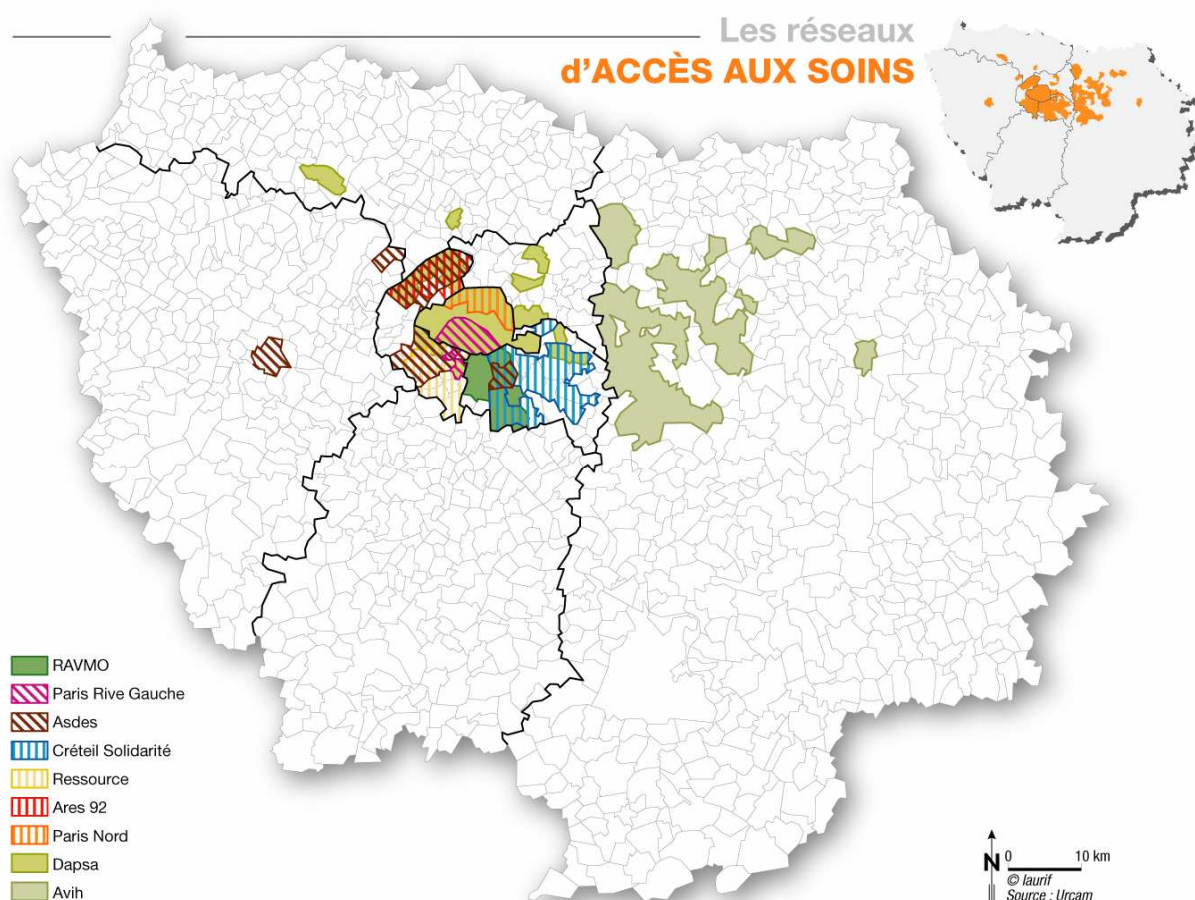 Les réseaux
d'ACCÈS AUX SOINS
RAVMO
Paris Rive Gauche
Asdes
Créteil Solidarité
Ressource
Ares 92
Paris Nord
Dapsa
Avih
N
0 10 km
© Iaurif
Source : Urcam